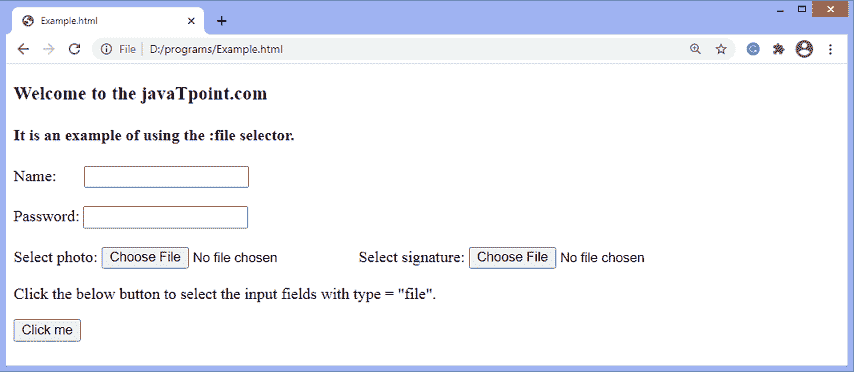 Example.html
File D:/programs/Example.html
Welcome to the javaTpoint.com
It is an example of using the :file selector.
Name:
Password:
Select photo: Choose File No file chosen Select signature: Choose File No file chosen
Click the below button to select the input fields with type = "file".
Click me